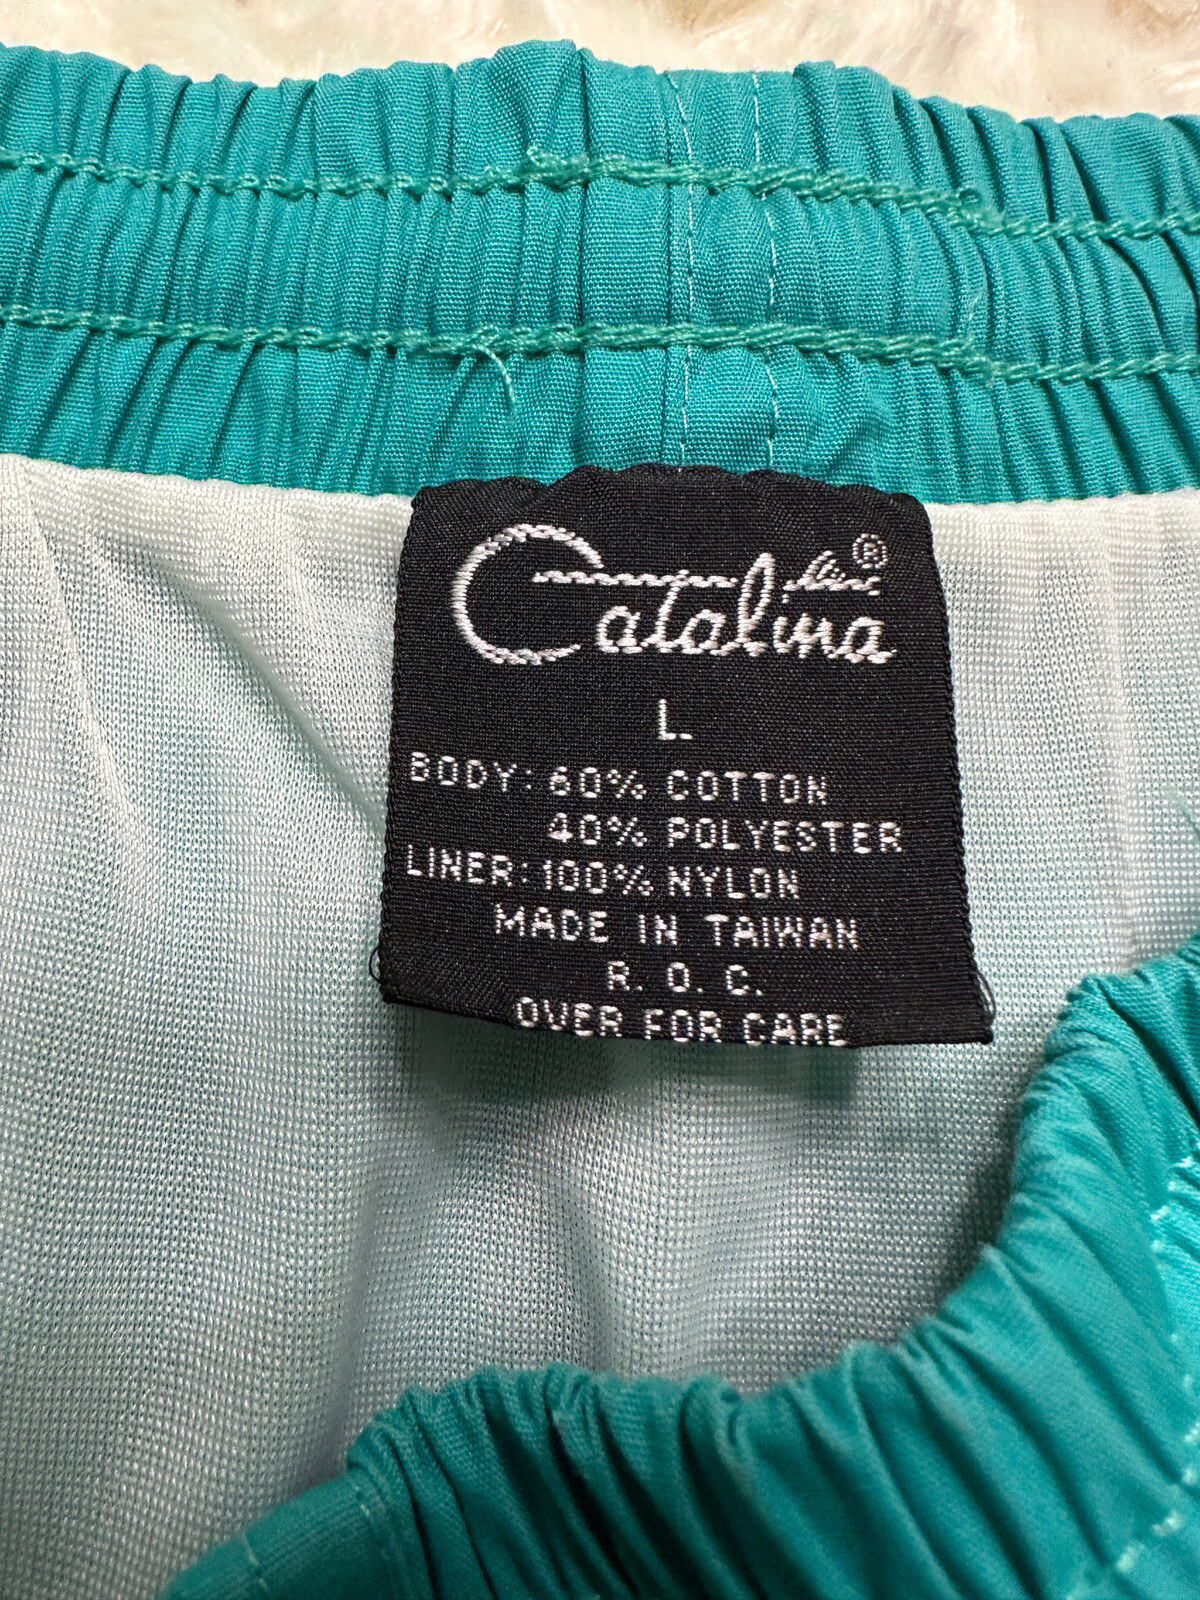 Catalina®
L.
BODY: 60% COTTON
40% POLYESTER
LINER: 100% NYLON
MADE IN TAIWAN
R. O. C.
OVER FOR CARE